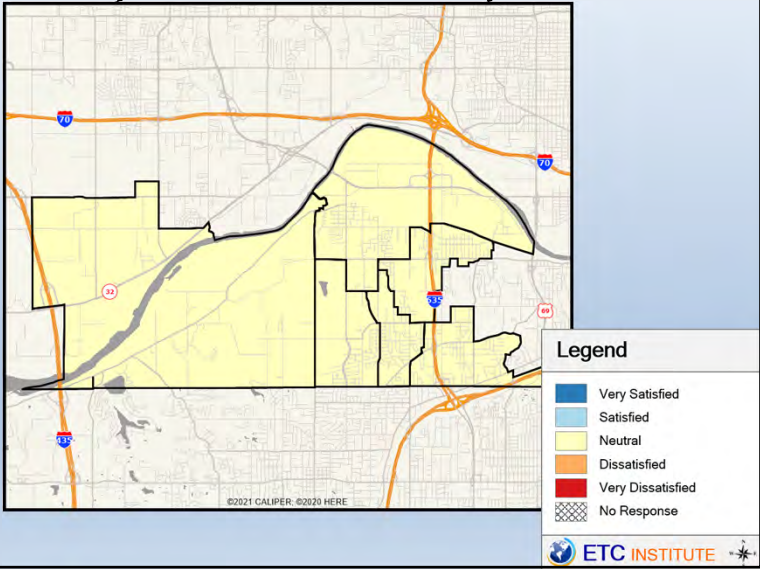 70
70
32
635
69
435
©2021 CALIPER; ©2020 HERE
Legend
Very Satisfied
Satisfied
Neutral
Dissatisfied
Very Dissatisfied
No Response
ETC INSTITUTE